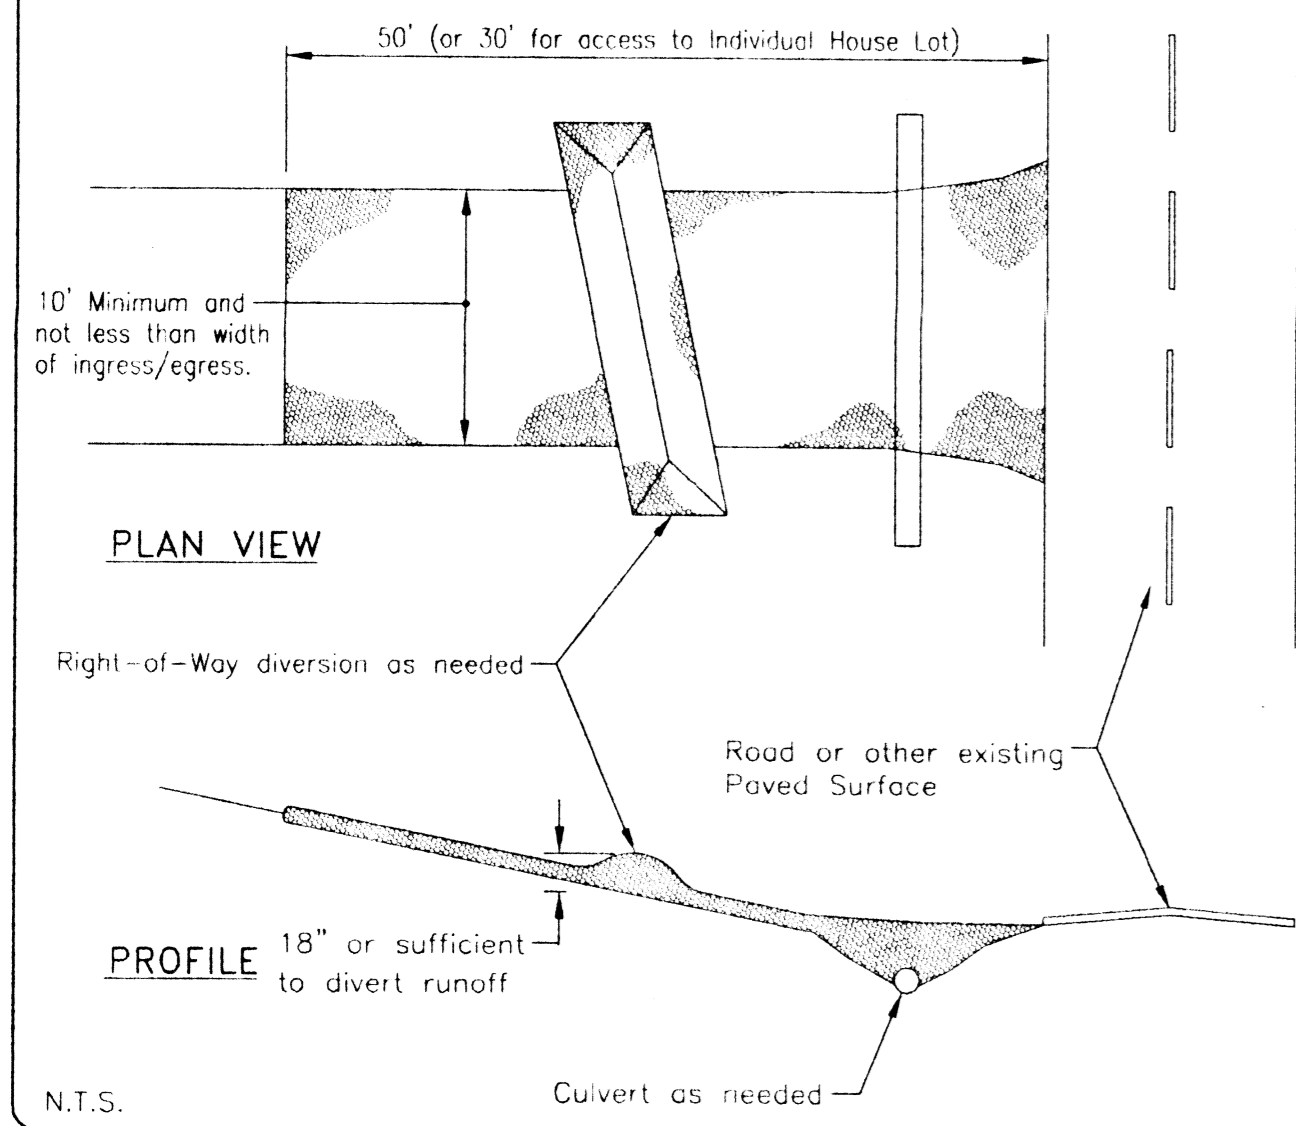 50' (or 30' for access to Individual House Lot)
10' Minimum and
not less than width
of ingress/egress.
PLAN VIEW
Right-of-Way diversion as needed
Road or other existing
Paved Surface
PROFILE
18" or sufficient
to divert runoff
Culvert as needed
N.T.S.